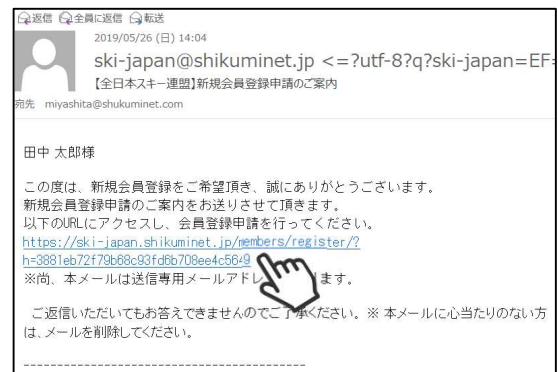 返信 全員に返信 転送
2019/05/26 (日) 14:04
ski-japan@shikuminet.jp <=?utf-8?q?ski-japan=EF=
【全日本スキー連盟】新規会員登録申請のご案内
宛先 miyashita@shukuminet.com
田中 太郎様
この度は、新規会員登録をご希望頂き、誠にありがとうございます。
新規会員登録申請のご案内をお送りさせて頂きます。
以下のURLにアクセスし、会員登録申請を行ってください。
https://ski-japan.shikuminet.jp/members/register/?
h=3881eb72f79b68c93fd6b708ee4c5649
※尚、本メールは送信専用メールアドレ ます。
ご返信いただいてもお答えできませんのでご了承ください。※ 本メールに心当たりのない方
は、メールを削除してください。
------------------------------------------